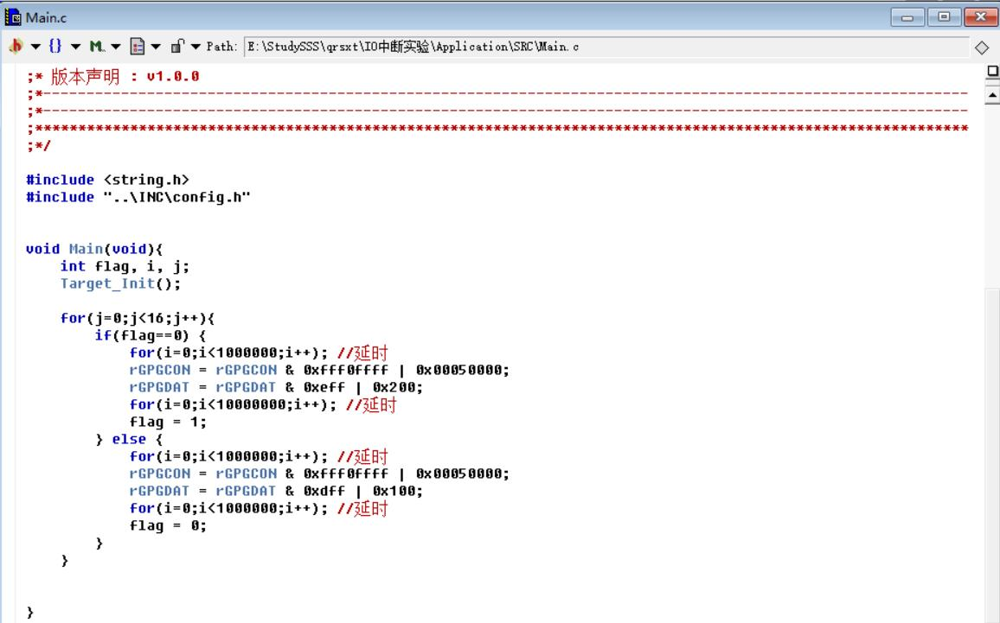 Main.c
h {} M. Path: E:\StudySSS\qrsxt\IO中断实验\Application\SRC\Main.c
;* 版本声明 : v1.0.0
;*-----------------------------------------------------------------------------------------------------------
;*-----------------------------------------------------------------------------------------------------------
;************************************************************************************************************
;*/
#include <string.h>
#include "..\INC\config.h"
void Main(void){
    int flag, i, j;
    Target_Init();
    for(j=0;j<16;j++){
        if(flag==0) {
            for(i=0;i<1000000;i++); //延时
            rGPGCON = rGPGCON & 0xfff0ffff | 0x00050000;
            rGPGDAT = rGPGDAT & 0xeff | 0x200;
            for(i=0;i<10000000;i++); //延时
            flag = 1;
        } else {
            for(i=0;i<1000000;i++); //延时
            rGPGCON = rGPGCON & 0xfff0ffff | 0x00050000;
            rGPGDAT = rGPGDAT & 0xdff | 0x100;
            for(i=0;i<1000000;i++); //延时
            flag = 0;
        }
    }
}